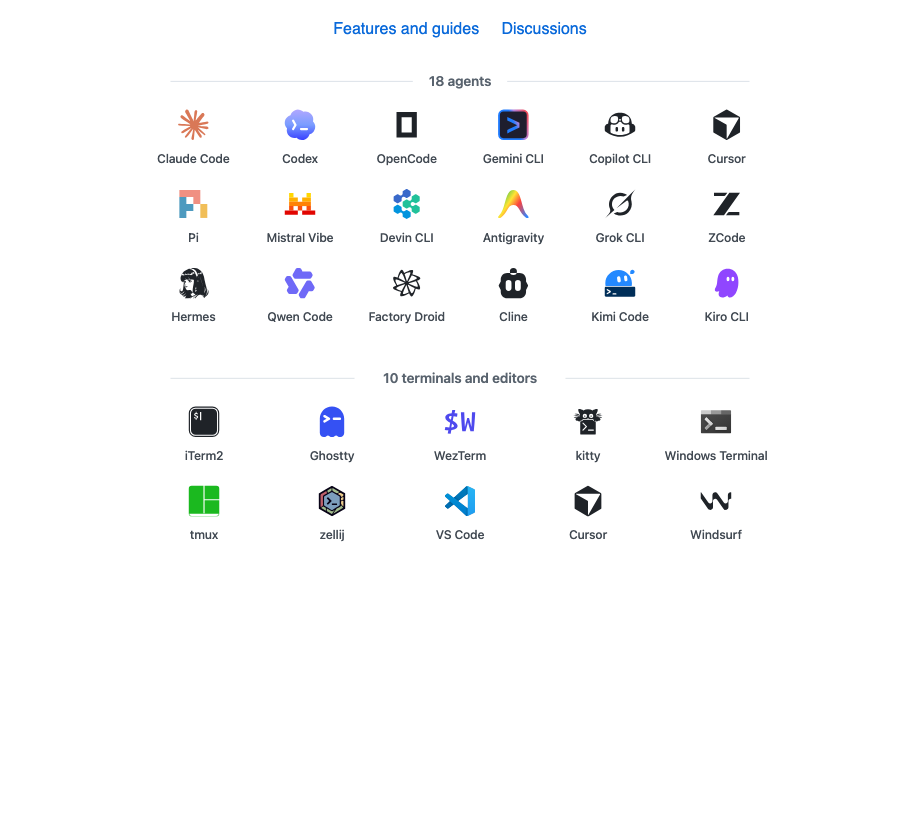 Features and guides Discussions
18 agents
Claude Code Codex OpenCode Gemini CLI Copilot CLI Cursor
Pi Mistral Vibe Devin CLI Antigravity Grok CLI ZCode
Hermes Qwen Code Factory Droid Cline Kimi Code Kiro CLI
10 terminals and editors
$W
iTerm2 Ghostty WezTerm kitty Windows Terminal
tmux zellij VS Code Cursor Windsurf